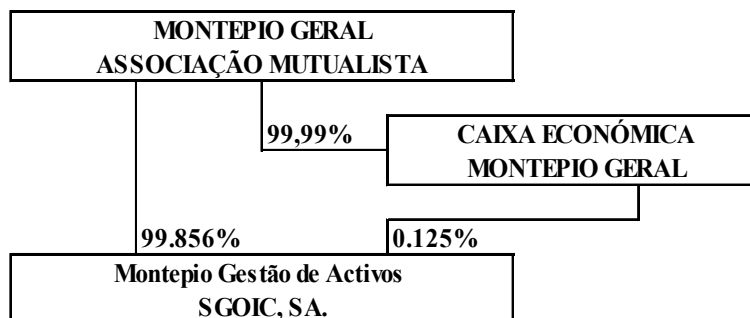 MONTEPIO GERAL
ASSOCIAÇÃO MUTUALISTA
99,99%
CAIXA ECONÓMICA
MONTEPIO GERAL
99.856%
0.125%
Montepio Gestão de Activos
SGOIC, SA.